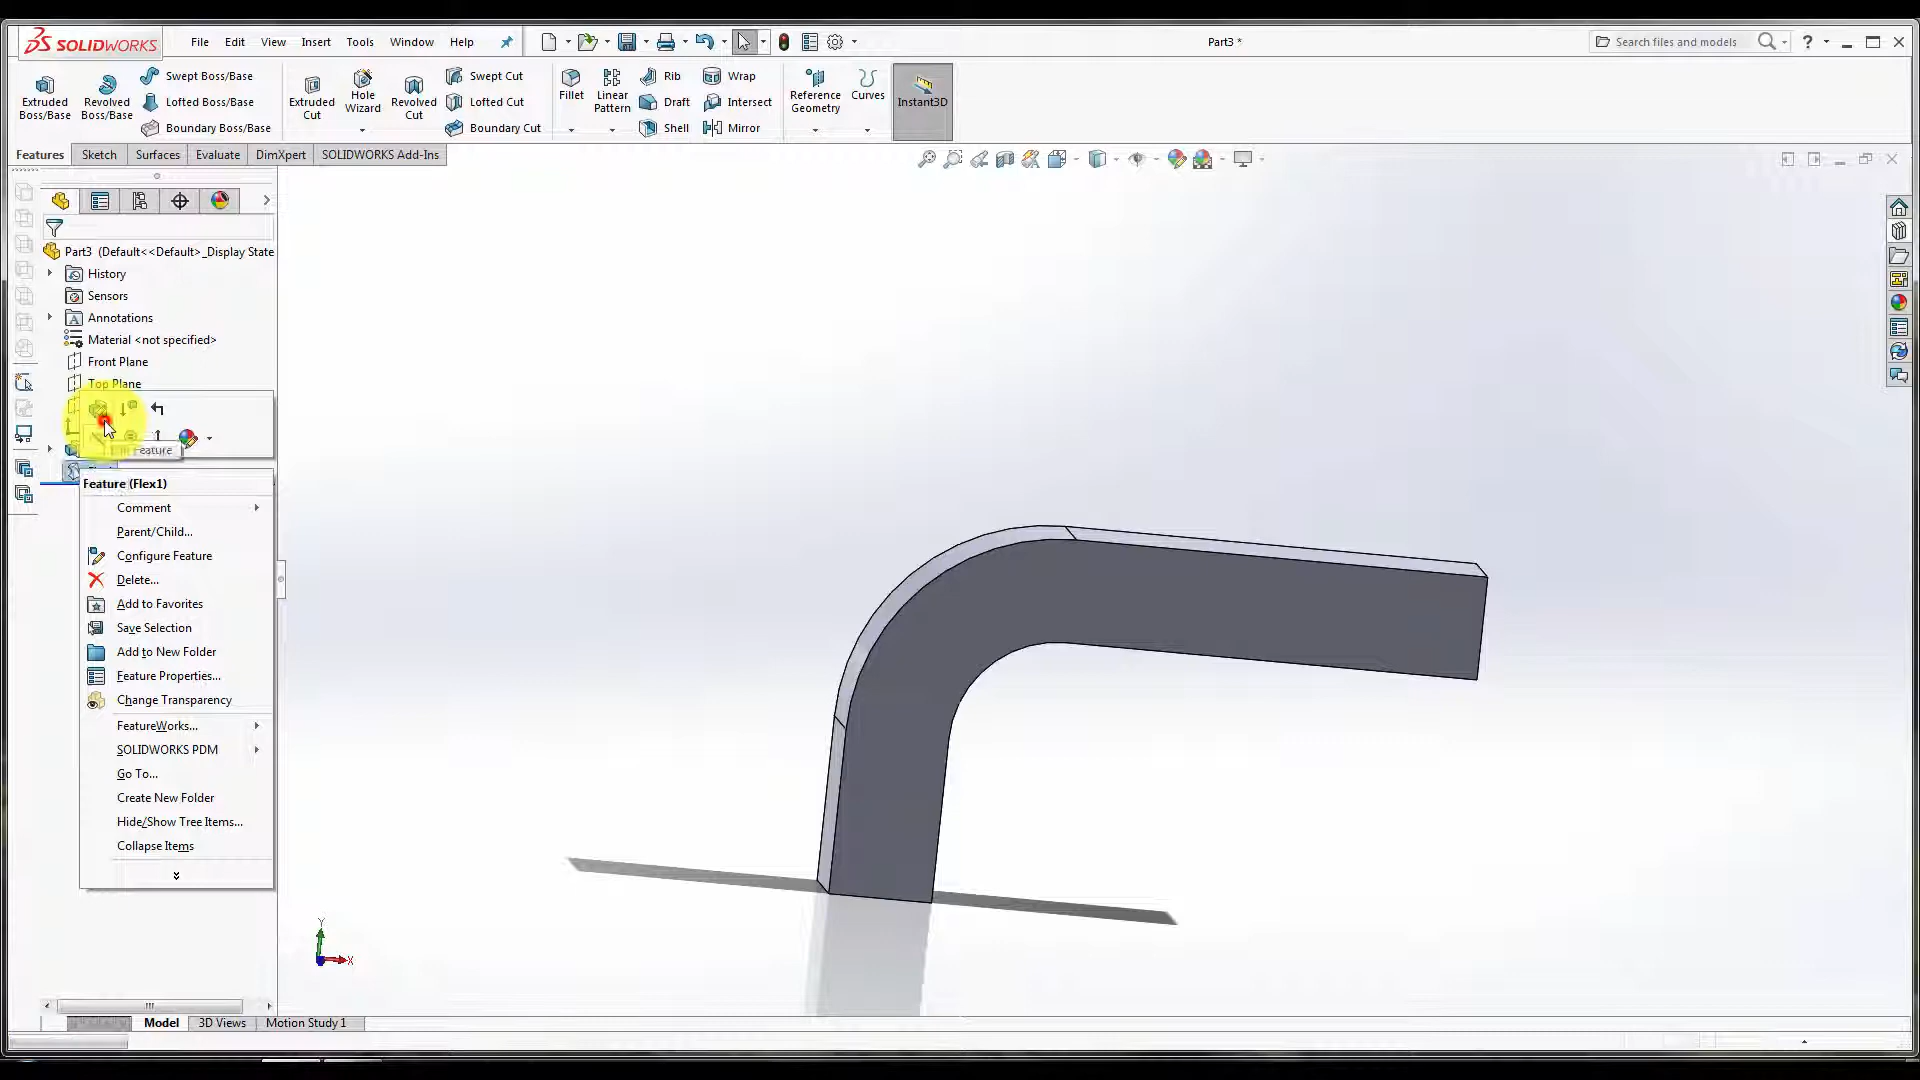 SOLIDWORKS
File Edit View Insert Tools Window Help
Part3 *
Search files and models
Extruded Boss/Base
Revolved Boss/Base
Swept Boss/Base
Lofted Boss/Base
Boundary Boss/Base
Extruded Cut
Hole Wizard
Revolved Cut
Swept Cut
Lofted Cut
Boundary Cut
Fillet
Linear Pattern
Rib
Draft
Shell
Wrap
Intersect
Mirror
Reference Geometry
Curves
Instant3D
Features Sketch Surfaces Evaluate DimXpert SOLIDWORKS Add-Ins
Part3 (Default<<Default>_Display State
History
Sensors
Annotations
Material <not specified>
Front Plane
Top Plane
Feature
Feature (Flex1)
Comment
Parent/Child...
Configure Feature
Delete...
Add to Favorites
Save Selection
Add to New Folder
Feature Properties...
Change Transparency
FeatureWorks...
SOLIDWORKS PDM
Go To...
Create New Folder
Hide/Show Tree Items...
Collapse Items
Y
X
Model 3D Views Motion Study 1